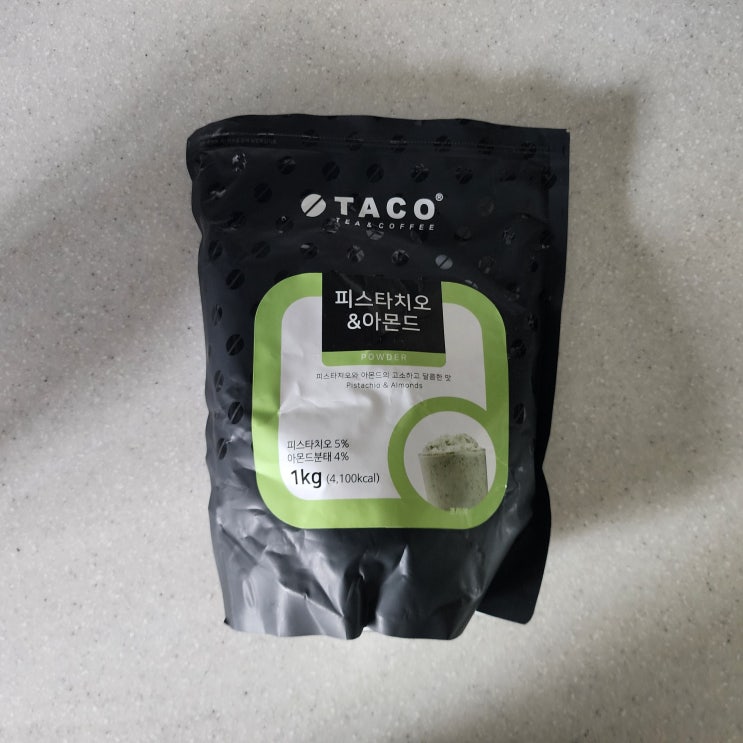 TACO®
TEA & COFFEE
피스타치오
&아몬드
POWDER
피스타치오와 아몬드의 고소하고 달콤한 맛
Pistachio & Almonds
피스타치오 5%
아몬드분태 4%
1kg (4,100kcal)